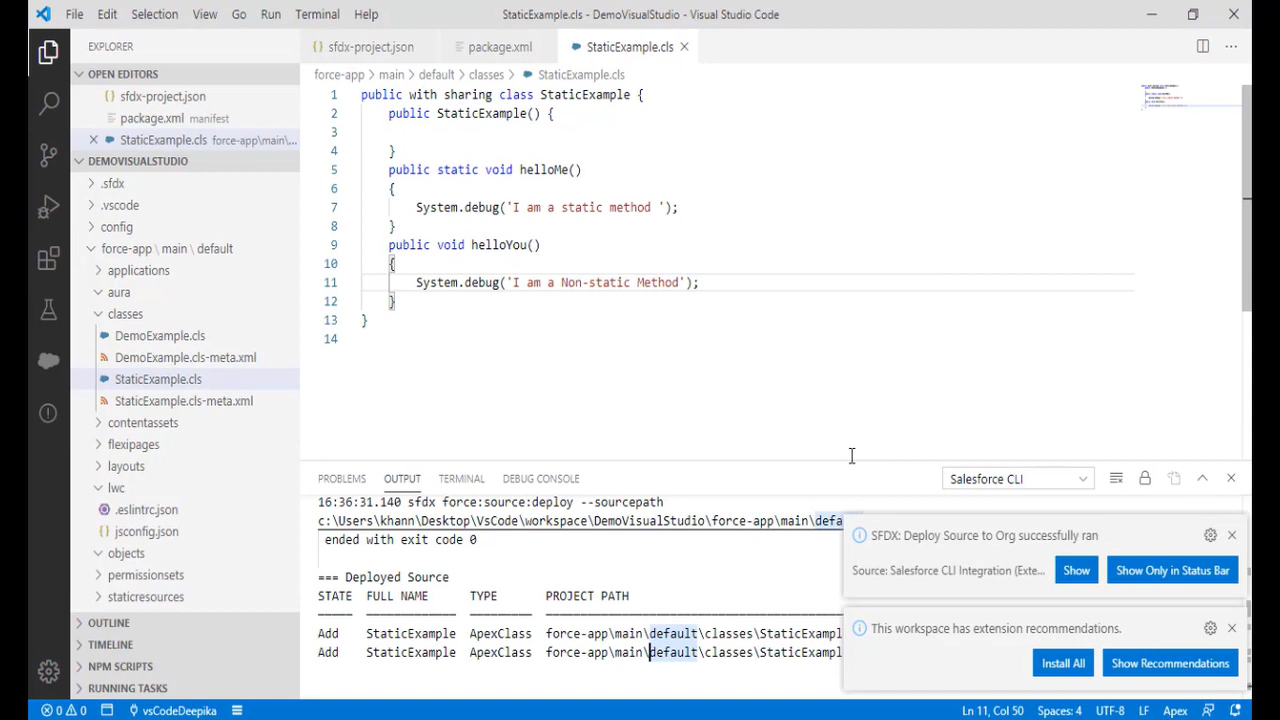 File Edit Selection View Go Run Terminal Help StaticExample.cls - DemoVisualStudio - Visual Studio Code
EXPLORER
OPEN EDITORS
sfdx-project.json
package.xml manifest
StaticExample.cls force-app\main\...
DEMOVISUALSTUDIO
.sfdx
.vscode
config
force-app \ main \ default
applications
aura
classes
DemoExample.cls
DemoExample.cls-meta.xml
StaticExample.cls
StaticExample.cls-meta.xml
contentassets
flexipages
layouts
lwc
.eslintrc.json
jsconfig.json
objects
permissionsets
staticresources
OUTLINE
TIMELINE
NPM SCRIPTS
RUNNING TASKS
sfdx-project.json package.xml StaticExample.cls
force-app > main > default > classes > StaticExample.cls
1 public with sharing class StaticExample {
2 public StaticExample() {
3
4 }
5 public static void helloMe()
6 {
7 System.debug('I am a static method ');
8 }
9 public void helloYou()
10 {
11 System.debug('I am a Non-static Method');
12 }
13 }
14
PROBLEMS OUTPUT TERMINAL DEBUG CONSOLE Salesforce CLI
16:36:31.140 sfdx force:source:deploy --sourcepath
c:\Users\khann\Desktop\VsCode\workspace\DemoVisualStudio\force-app\main\defa
ended with exit code 0
=== Deployed Source
STATE FULL NAME TYPE PROJECT PATH
Add StaticExample ApexClass force-app\main\default\classes\StaticExampl
Add StaticExample ApexClass force-app\main\default\classes\StaticExampl
SFDX: Deploy Source to Org successfully ran
Source: Salesforce CLI Integration (Exte... Show Show Only in Status Bar
This workspace has extension recommendations.
Install All Show Recommendations
0 0 vsCodeDeepika Ln 11, Col 50 Spaces: 4 UTF-8 LF Apex